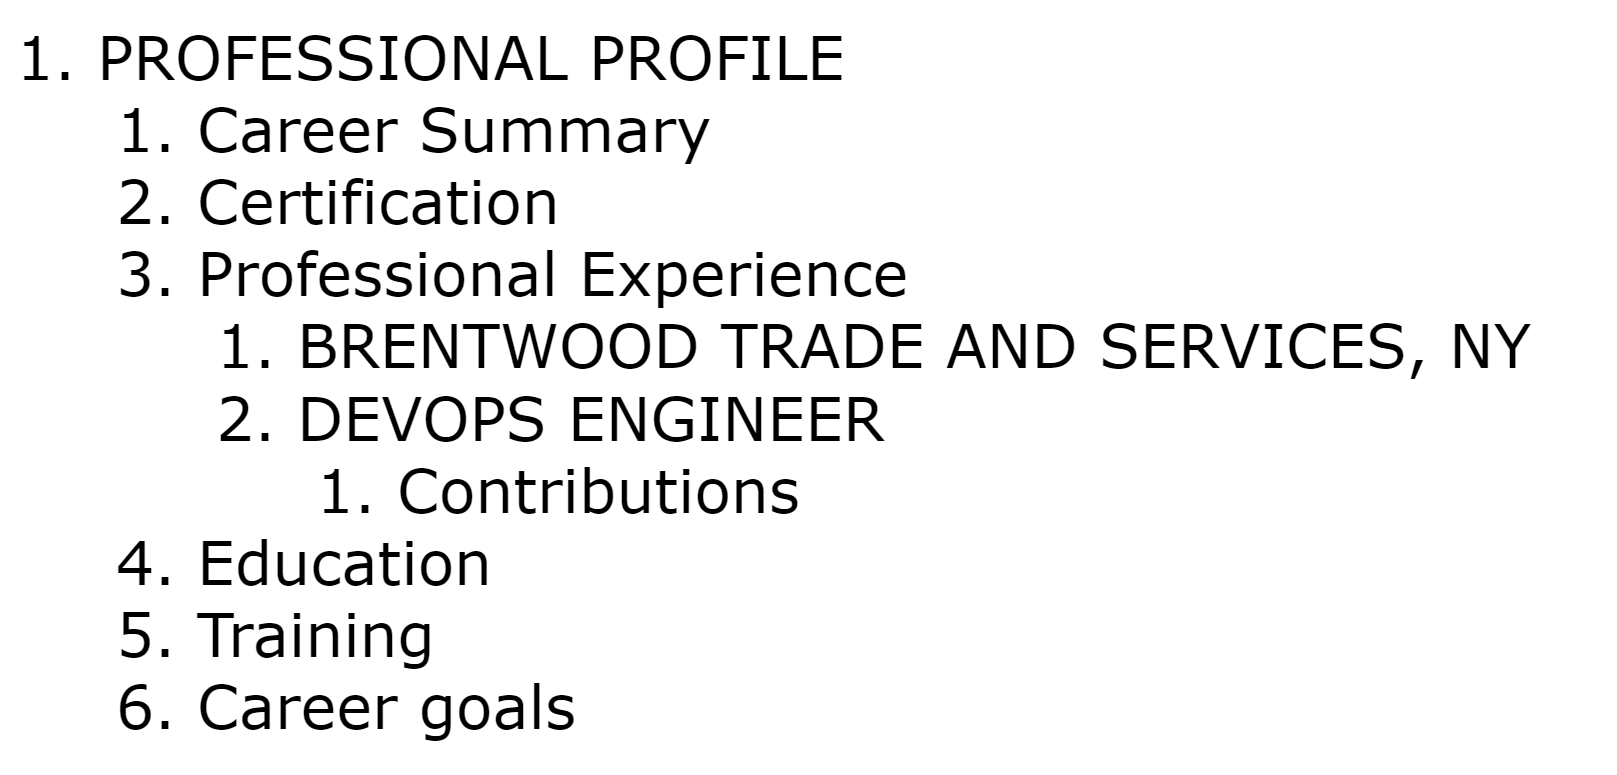 1. PROFESSIONAL PROFILE
1. Career Summary
2. Certification
3. Professional Experience
1. BRENTWOOD TRADE AND SERVICES, NY
2. DEVOPS ENGINEER
1. Contributions
4. Education
5. Training
6. Career goals